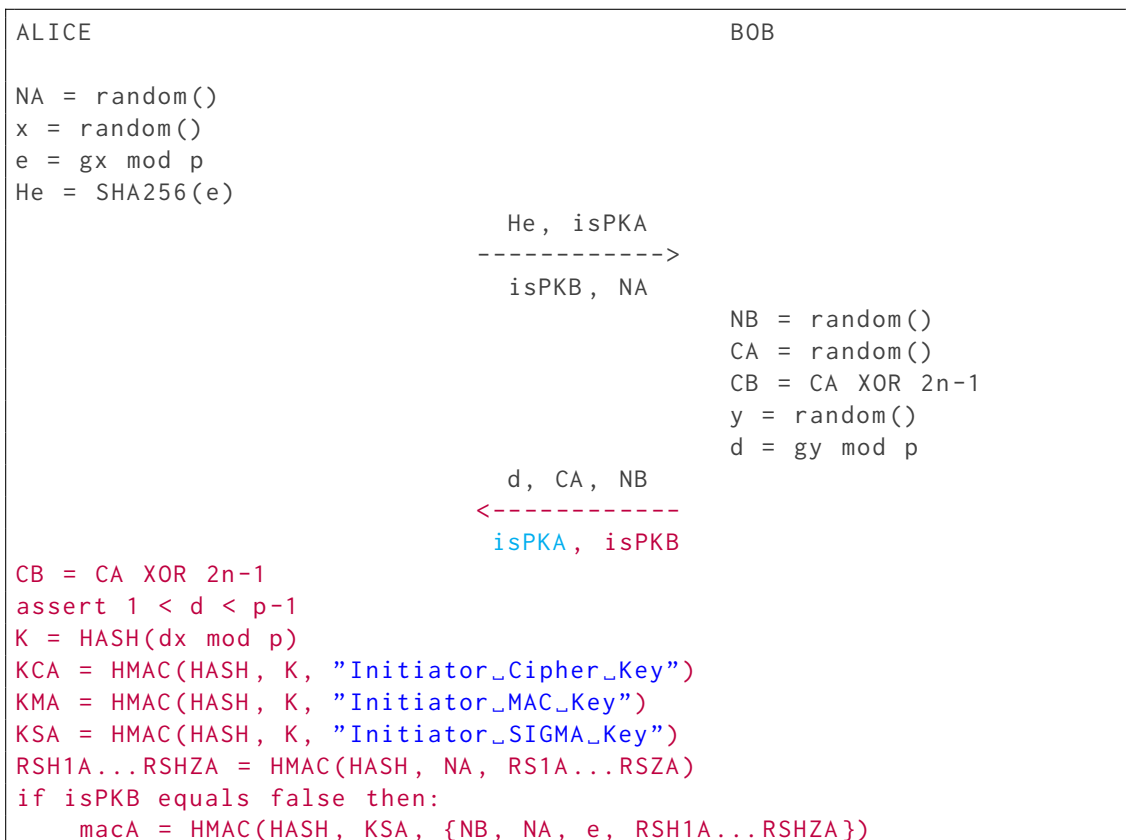 ALICE BOB
NA = random()
x = random()
e = gx mod p
He = SHA256(e)
He, isPKA
------------>
isPKB, NA
NB = random()
CA = random()
CB = CA XOR 2n-1
y = random()
d = gy mod p
d, CA, NB
<------------
isPKA, isPKB
CB = CA XOR 2n-1
assert 1 < d < p-1
K = HASH(dx mod p)
KCA = HMAC(HASH, K, ”Initiator␣Cipher␣Key”)
KMA = HMAC(HASH, K, ”Initiator␣MAC␣Key”)
KSA = HMAC(HASH, K, ”Initiator␣SIGMA␣Key”)
RSH1A...RSHZA = HMAC(HASH, NA, RS1A...RSZA)
if isPKB equals false then:
macA = HMAC(HASH, KSA, {NB, NA, e, RSH1A...RSHZA})